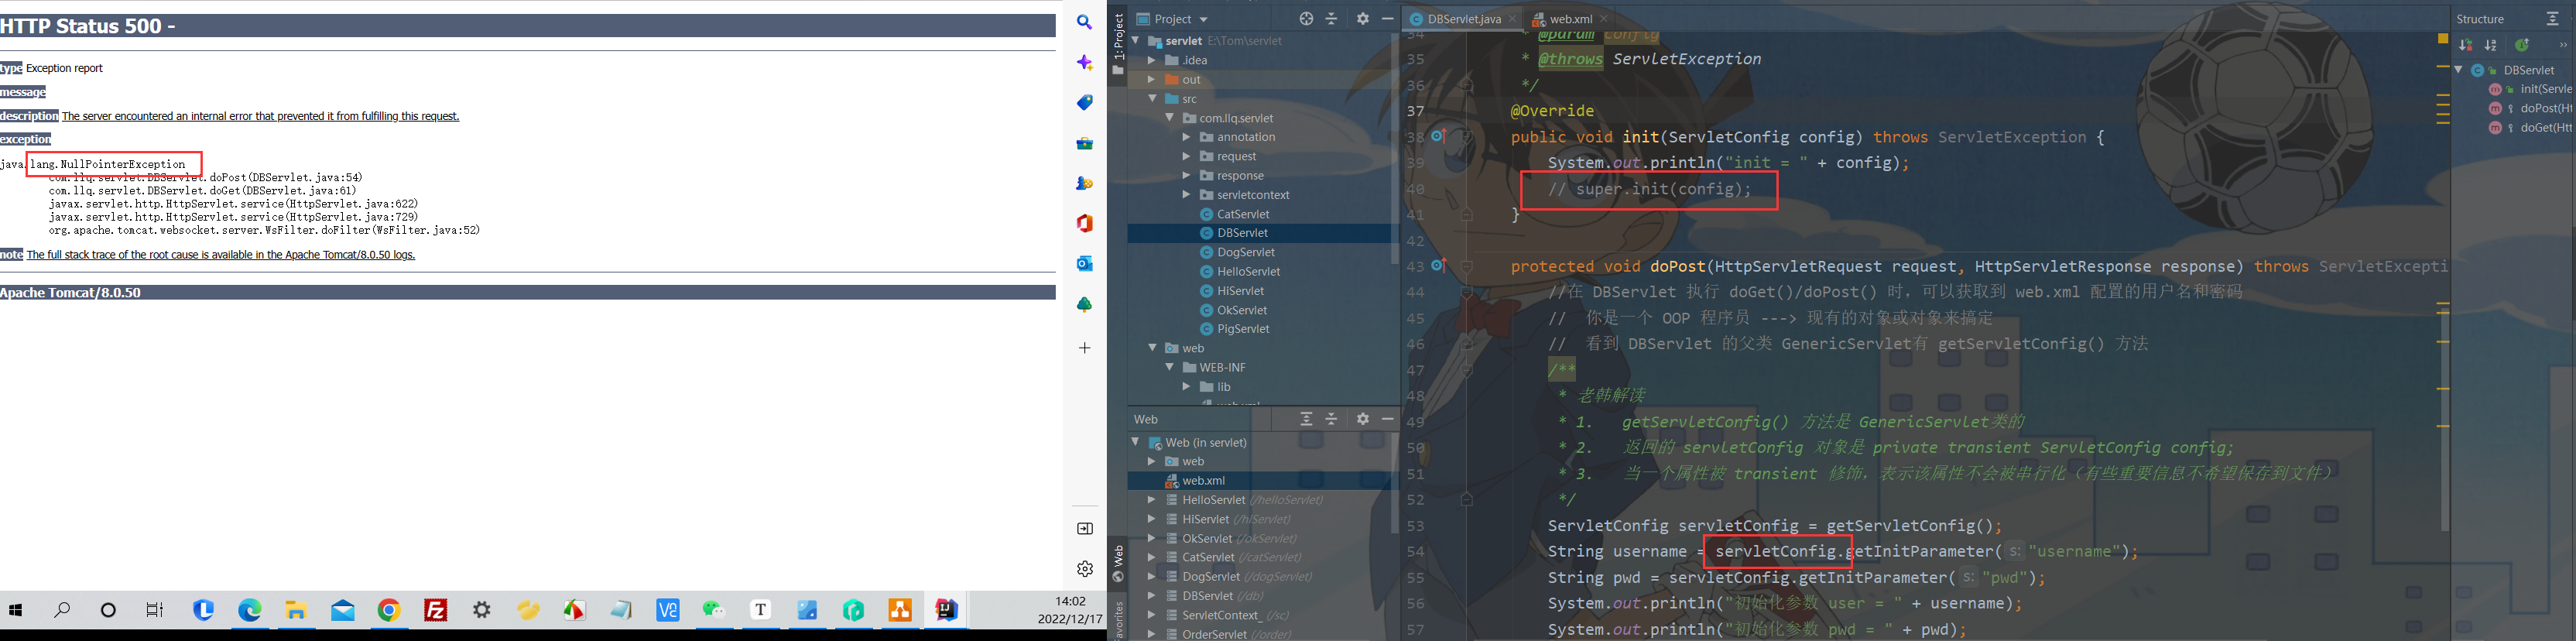 HTTP Status 500 -
type Exception report
message
description The server encountered an internal error that prevented it from fulfilling this request.
exception
java.lang.NullPointerException
com.llq.servlet.DBServlet.doPost(DBServlet.java:54)
com.llq.servlet.DBServlet.doGet(DBServlet.java:61)
javax.servlet.http.HttpServlet.service(HttpServlet.java:622)
javax.servlet.http.HttpServlet.service(HttpServlet.java:729)
org.apache.tomcat.websocket.server.WsFilter.doFilter(WsFilter.java:52)
note The full stack trace of the root cause is available in the Apache Tomcat/8.0.50 logs.
Apache Tomcat/8.0.50
14:02
2022/12/17
1: Project
Web
Favorites
Project
servlet E:\Tom\servlet
.idea
out
src
com.llq.servlet
annotation
request
response
servletcontext
CatServlet
DBServlet
DogServlet
HelloServlet
HiServlet
OkServlet
PigServlet
web
WEB-INF
lib
web.xml
Web
Web (in servlet)
web
web.xml
HelloServlet (/helloServlet)
HiServlet (/hiServlet)
OkServlet (/okServlet)
CatServlet (/catServlet)
DogServlet (/dogServlet)
DBServlet (/db)
ServletContext_ (/sc)
OrderServlet (/order)
DBServlet.java
web.xml
34 * @param config
35 * @throws ServletException
36 */
37 @Override
38 public void init(ServletConfig config) throws ServletException {
39 System.out.println("init = " + config);
40 // super.init(config);
41 }
42
43 protected void doPost(HttpServletRequest request, HttpServletResponse response) throws ServletExcepti
44 //在 DBServlet 执行 doGet()/doPost() 时，可以获取到 web.xml 配置的用户名和密码
45 // 你是一个 OOP 程序员 ---> 现有的对象或对象来搞定
46 // 看到 DBServlet 的父类 GenericServlet有 getServletConfig() 方法
47 /**
48 * 老韩解读
49 * 1. getServletConfig() 方法是 GenericServlet类的
50 * 2. 返回的 servletConfig 对象是 private transient ServletConfig config;
51 * 3. 当一个属性被 transient 修饰，表示该属性不会被串行化（有些重要信息不希望保存到文件）
52 */
53 ServletConfig servletConfig = getServletConfig();
54 String username = servletConfig.getInitParameter( s: "username");
55 String pwd = servletConfig.getInitParameter( s: "pwd");
56 System.out.println("初始化参数 user = " + username);
57 System.out.println("初始化参数 pwd = " + pwd);
Structure
DBServlet
init(Servle
doPost(Ht
doGet(Htt